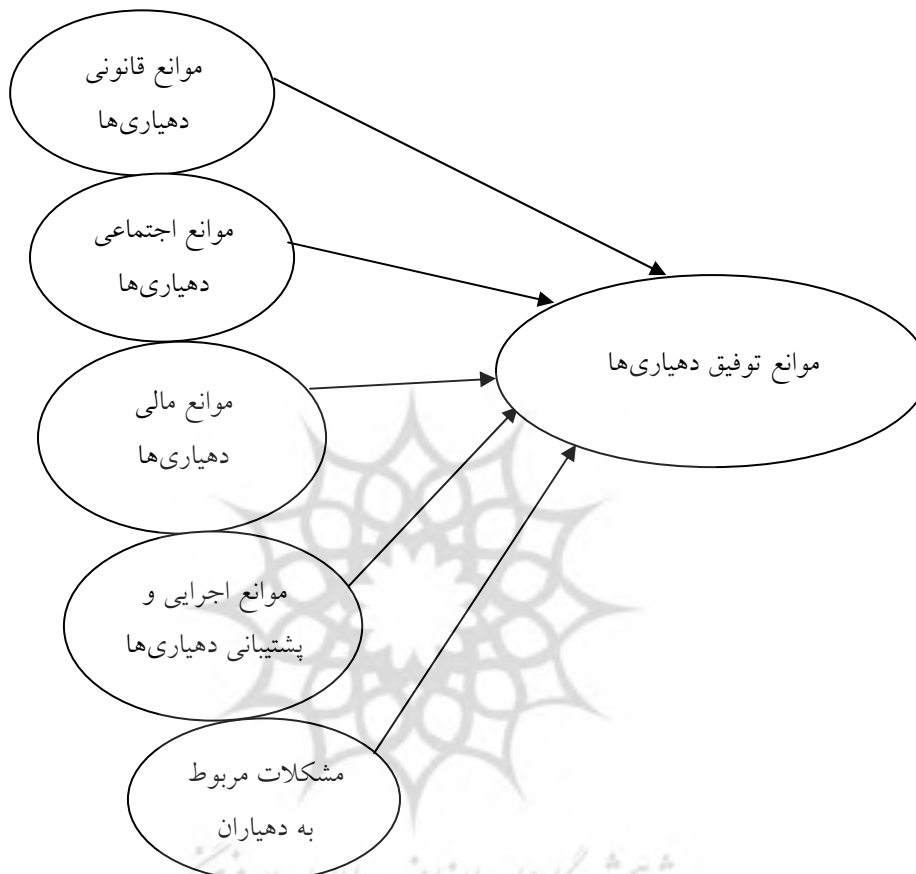 موانع قانونی
دهیاری‌ها
موانع اجتماعی
دهیاری‌ها
موانع توفیق دهیاری‌ها
موانع مالی
دهیاری‌ها
موانع اجرایی و
پشتیبانی دهیاری‌ها
مشکلات مربوط
به دهیاران